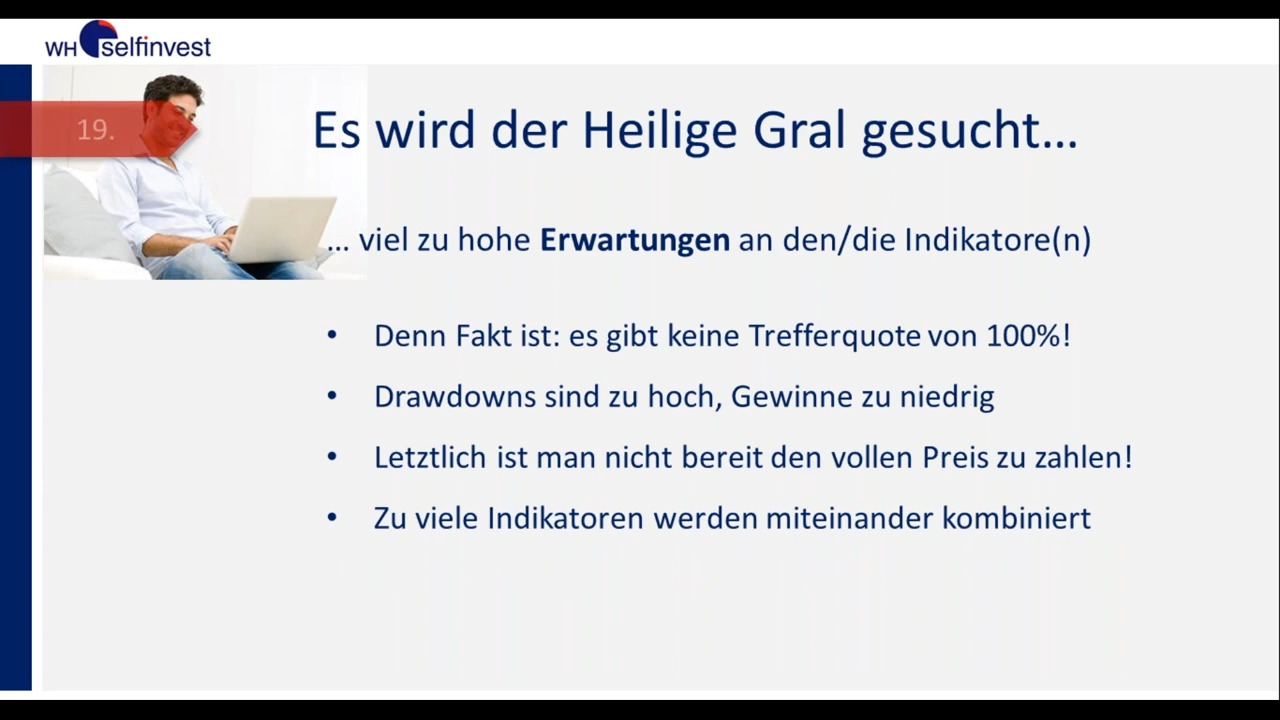 WH selfinvest
19.
Es wird der Heilige Gral gesucht...
... viel zu hohe Erwartungen an den/die Indikatore(n)
• Denn Fakt ist: es gibt keine Trefferquote von 100%!
• Drawdowns sind zu hoch, Gewinne zu niedrig
• Letztlich ist man nicht bereit den vollen Preis zu zahlen!
• Zu viele Indikatoren werden miteinander kombiniert